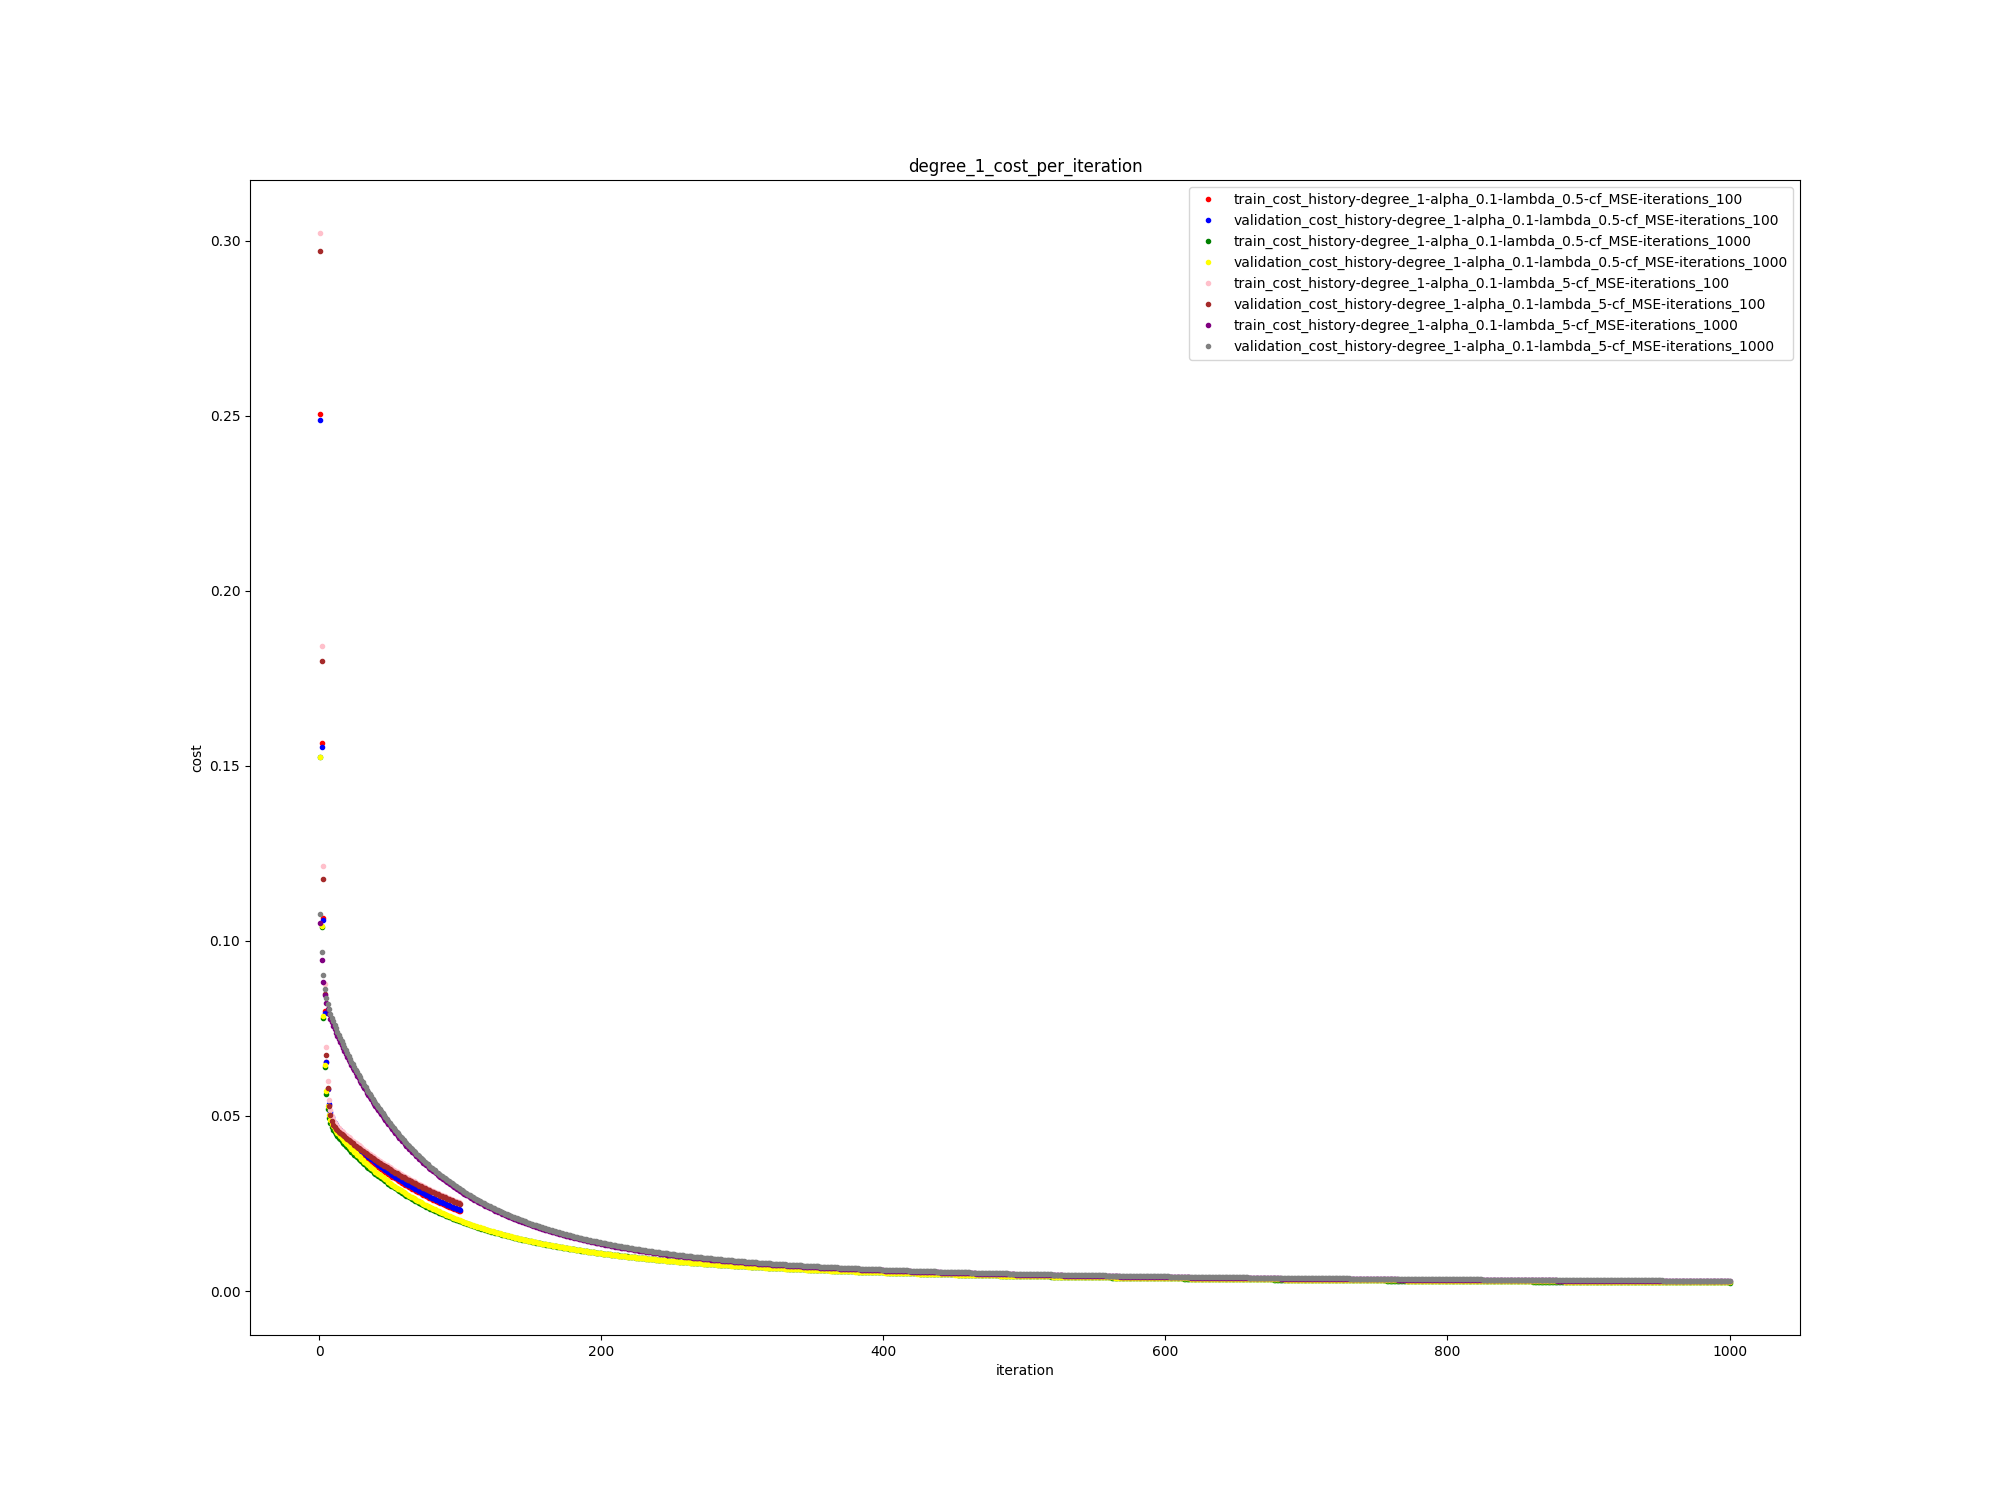 degree_1_cost_per_iteration
train_cost_history-degree_1-alpha_0.1-lambda_0.5-cf_MSE-iterations_100
validation_cost_history-degree_1-alpha_0.1-lambda_0.5-cf_MSE-iterations_100
train_cost_history-degree_1-alpha_0.1-lambda_0.5-cf_MSE-iterations_1000
validation_cost_history-degree_1-alpha_0.1-lambda_0.5-cf_MSE-iterations_1000
train_cost_history-degree_1-alpha_0.1-lambda_5-cf_MSE-iterations_100
validation_cost_history-degree_1-alpha_0.1-lambda_5-cf_MSE-iterations_100
train_cost_history-degree_1-alpha_0.1-lambda_5-cf_MSE-iterations_1000
validation_cost_history-degree_1-alpha_0.1-lambda_5-cf_MSE-iterations_1000
0.30
0.25
0.20
0.15
0.10
0.05
0.00
cost
0 200 400 600 800 1000
iteration